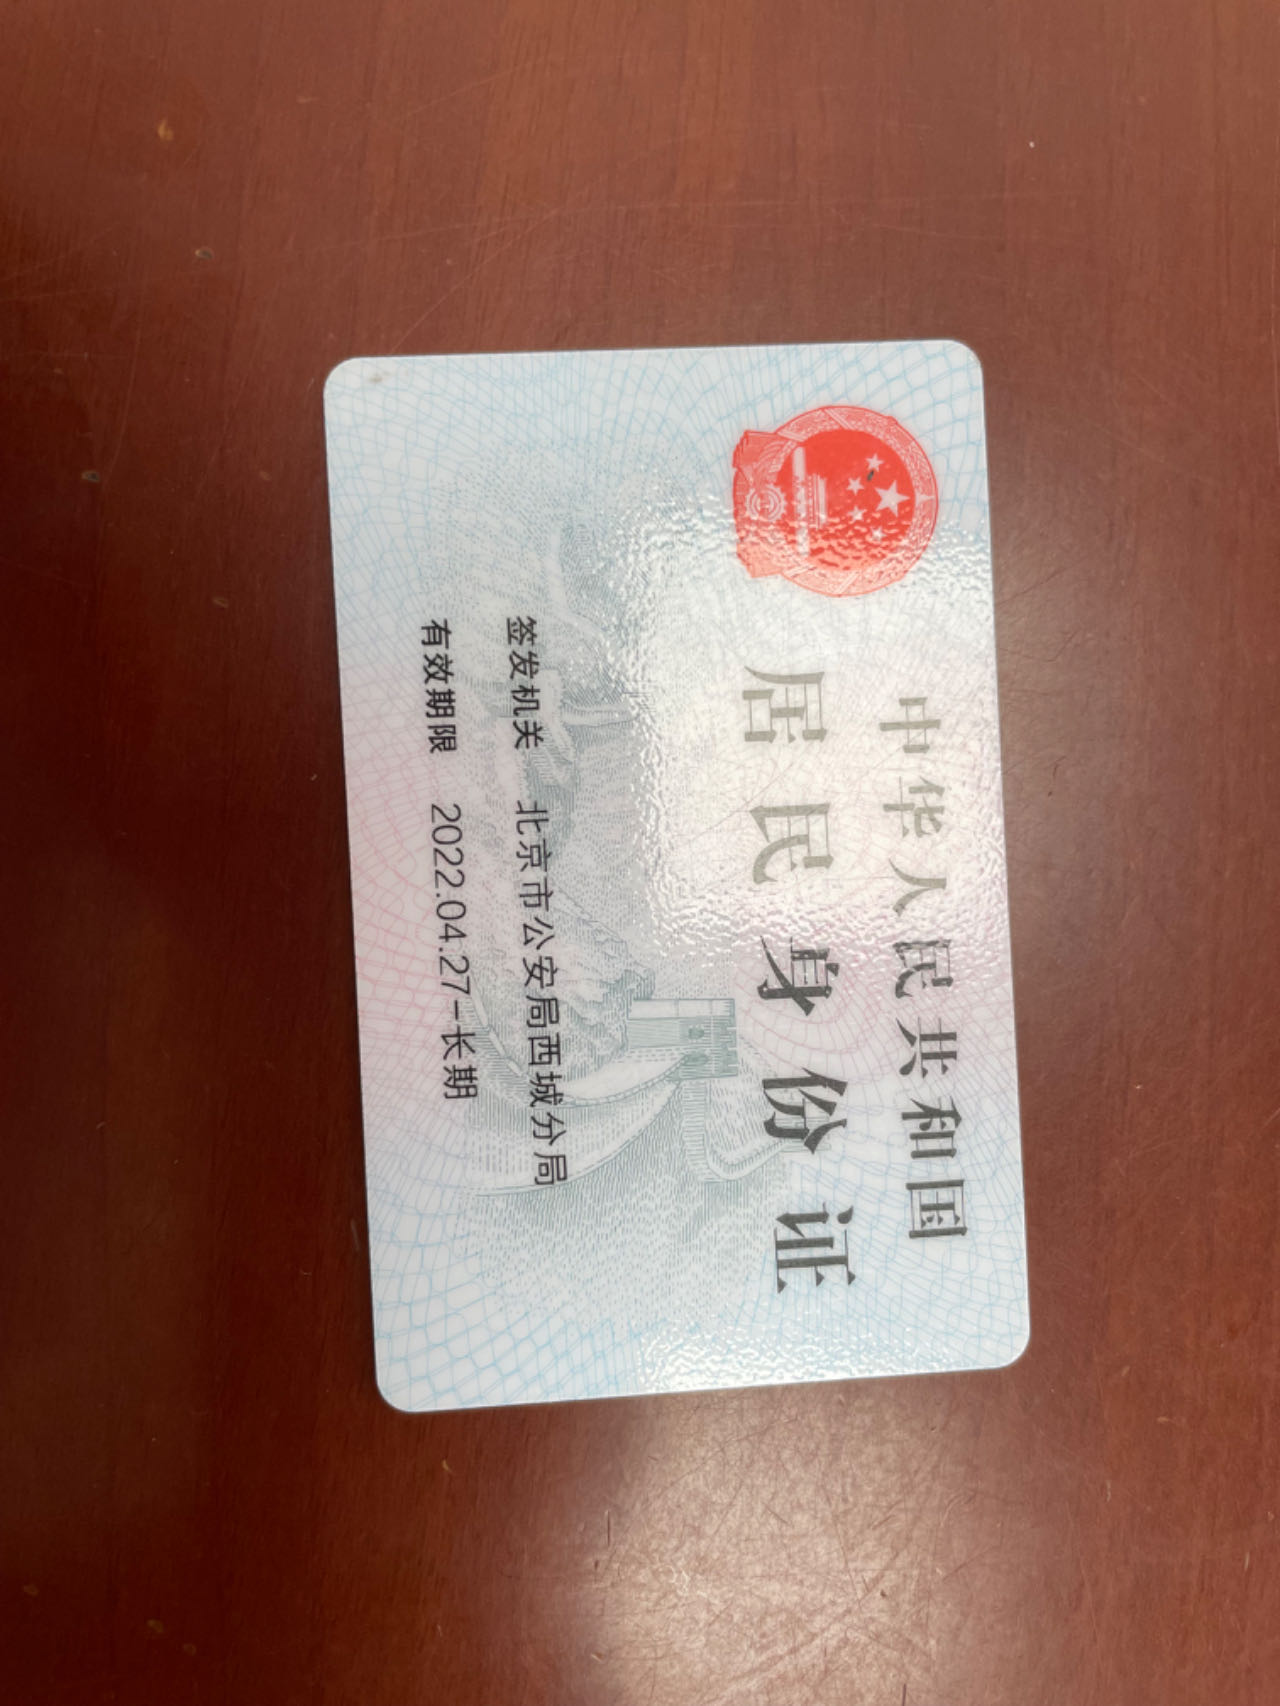 中华人民共和国
居民身份证
签发机关 北京市公安局西城分局
有效期限 2022.04.27-长期